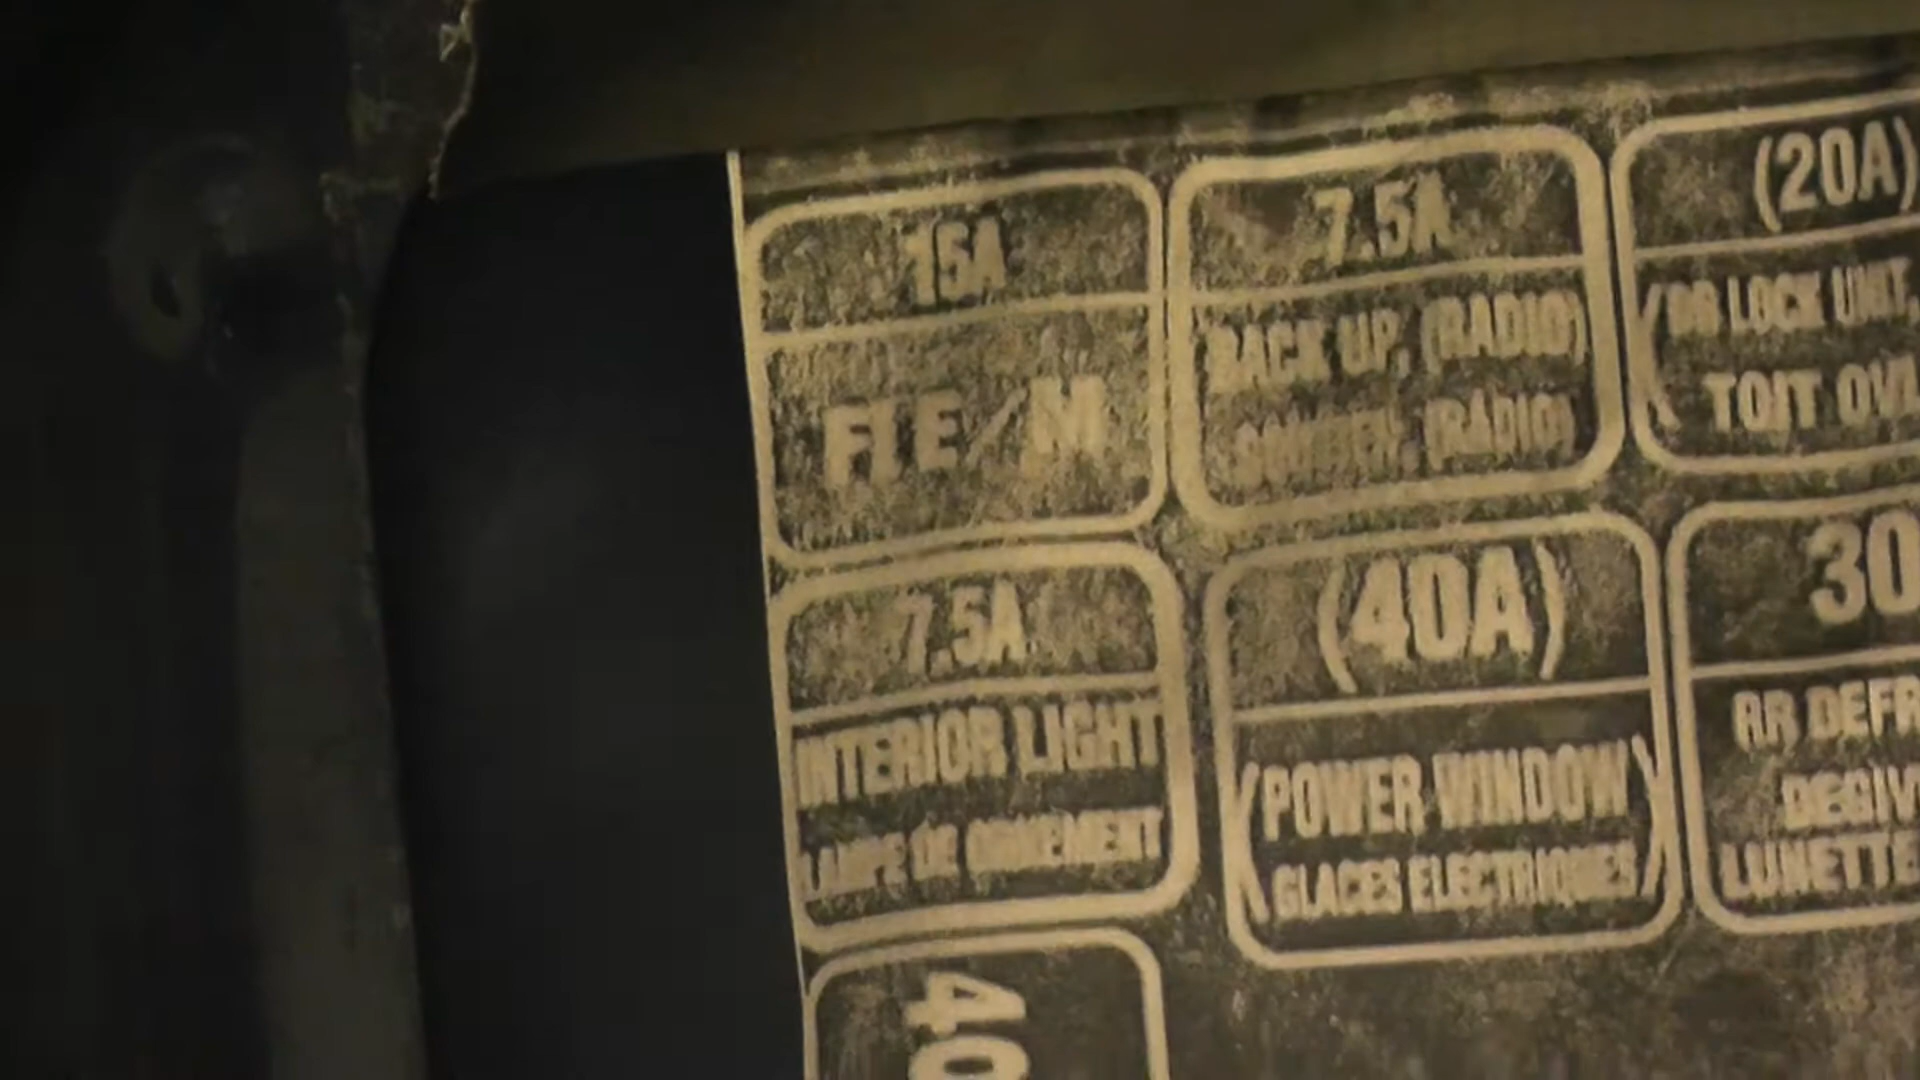 15A
FI E/M
7.5A
BACK UP, (RADIO)
(RADIO)
(20A)
LOCK UNIT,
TOIT OV
7.5A
INTERIOR LIGHT
LAMPE DE
(40A)
(POWER WINDOW
GLACES ELECTRIQUES)
30
RR DEFR
DEGIV
LUNETTE
40